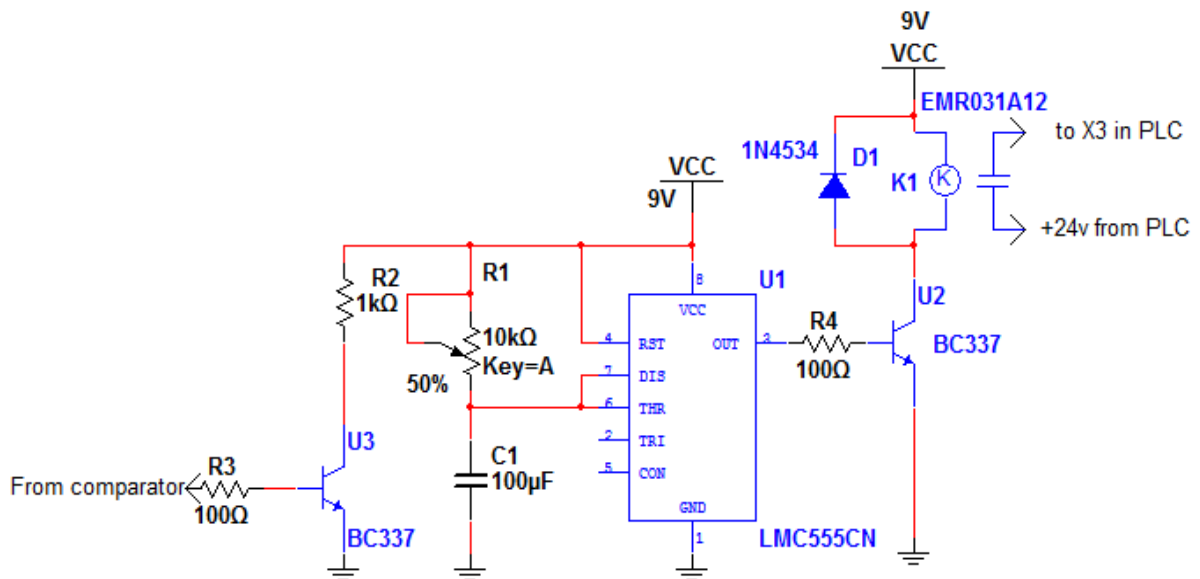 9V
VCC
EMR031A12
to X3 in PLC
1N4534
D1
K1
K
+24v from PLC
VCC
9V
R2
1kΩ
R1
10kΩ
Key=A
50%
8
U1
VCC
4
RST
OUT
3
7
DIS
6
THR
2
TRI
5
CON
GND
1
LMC555CN
R4
100Ω
U2
BC337
C1
100µF
U3
From comparator
R3
100Ω
BC337